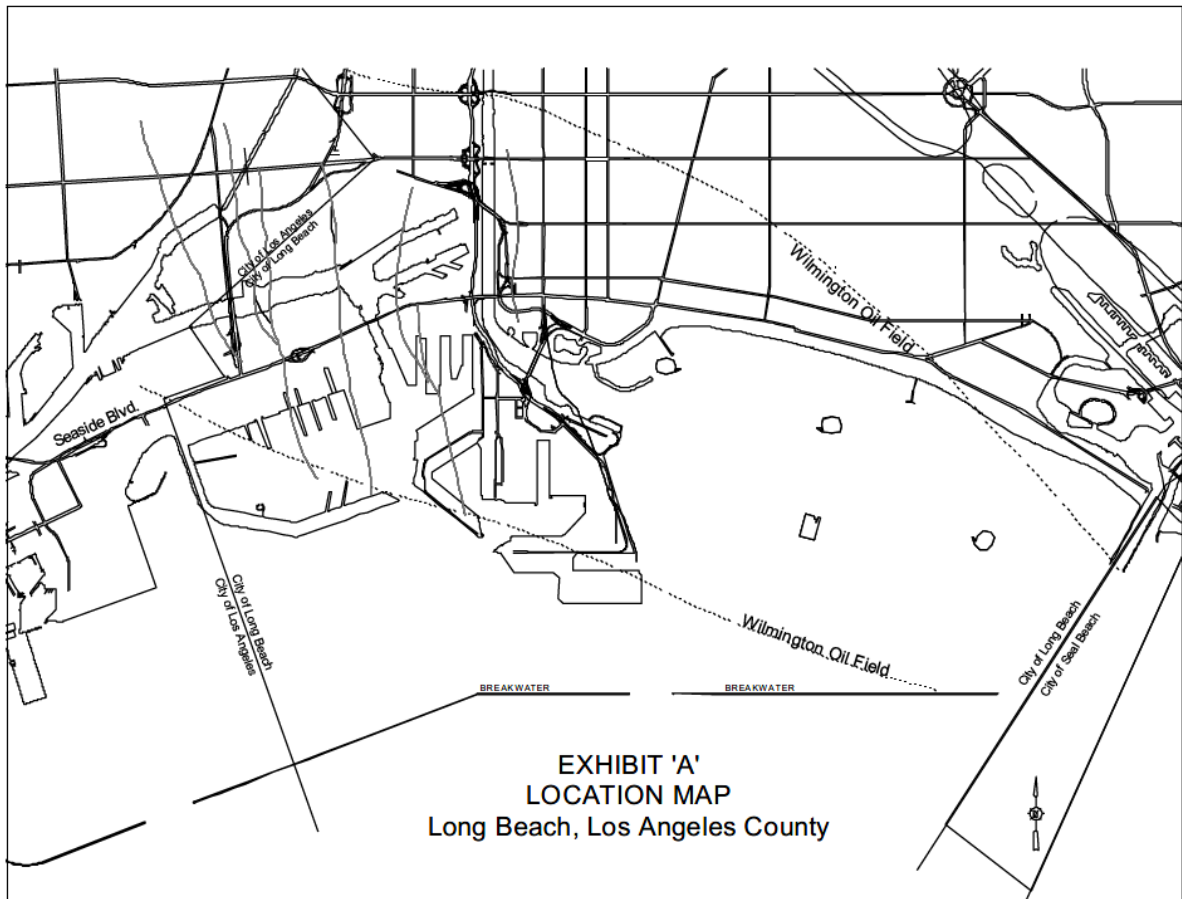 City of Los Angeles
City of Long Beach
Wilmington Oil Field
Seaside Blvd.
City of Long Beach
City of Los Angeles
Wilmington Oil Field
City of Long Beach
City of Seal Beach
BREAKWATER
BREAKWATER
EXHIBIT 'A'
LOCATION MAP
Long Beach, Los Angeles County